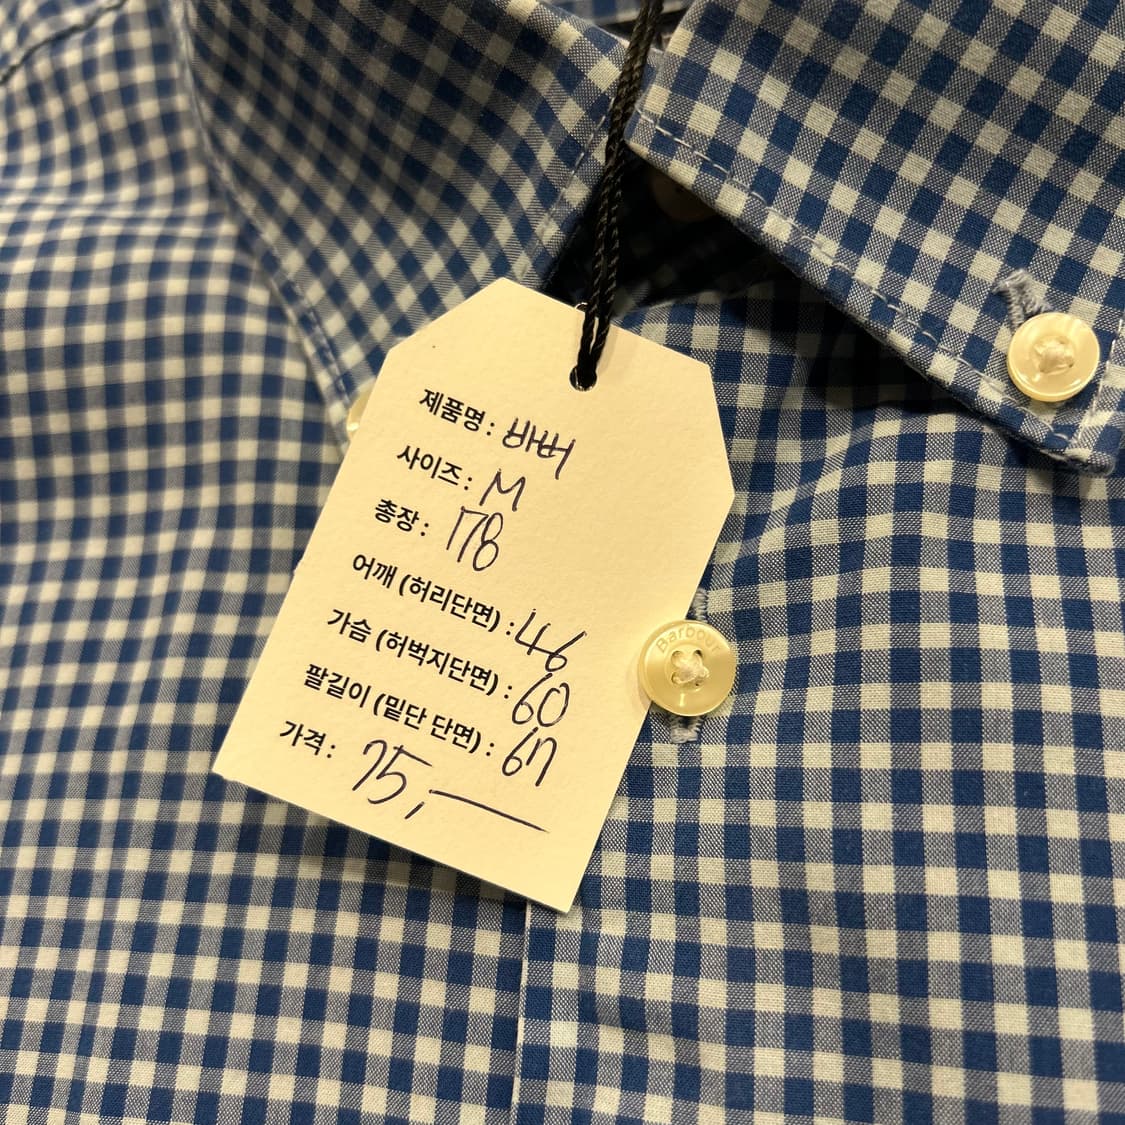 제품명 : 바버
사이즈 : M
총장 : 78
어깨 (허리단면) : 46
가슴 (허벅지단면) : 60
팔길이 (밑단 단면) : 67
가격 : 75,—
Barbour